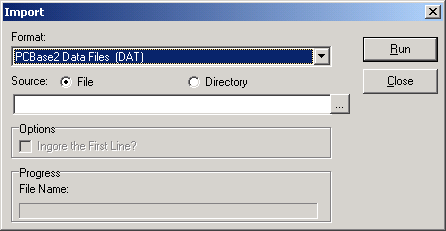 Import
Format:
PCBase2 Data Files (DAT)
Run
Source: File Directory
Close
...
Options
Ingore the First Line?
Progress
File Name: